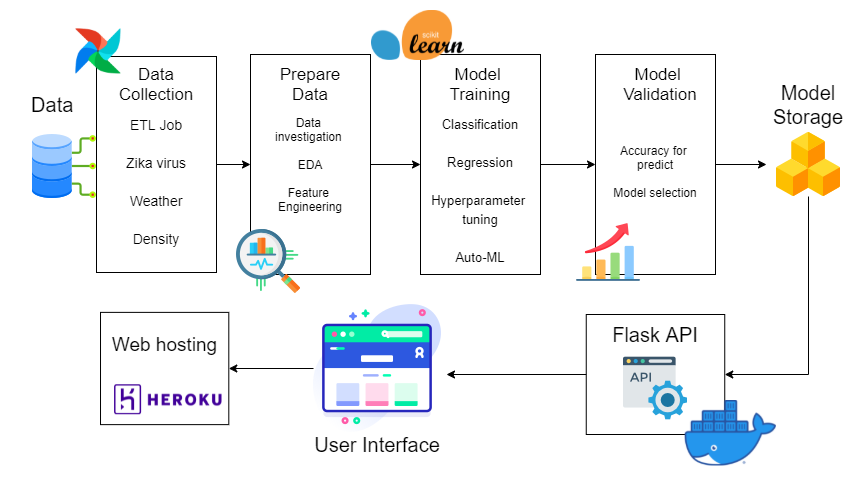 Data
Data
Collection
ETL Job
Zika virus
Weather
Density
Prepare
Data
Data
investigation
EDA
Feature
Engineering
scikit
learn
Model
Training
Classification
Regression
Hyperparameter
tuning
Auto-ML
Model
Validation
Accuracy for
predict
Model selection
Model
Storage
Flask API
API
User Interface
Web hosting
HEROKU